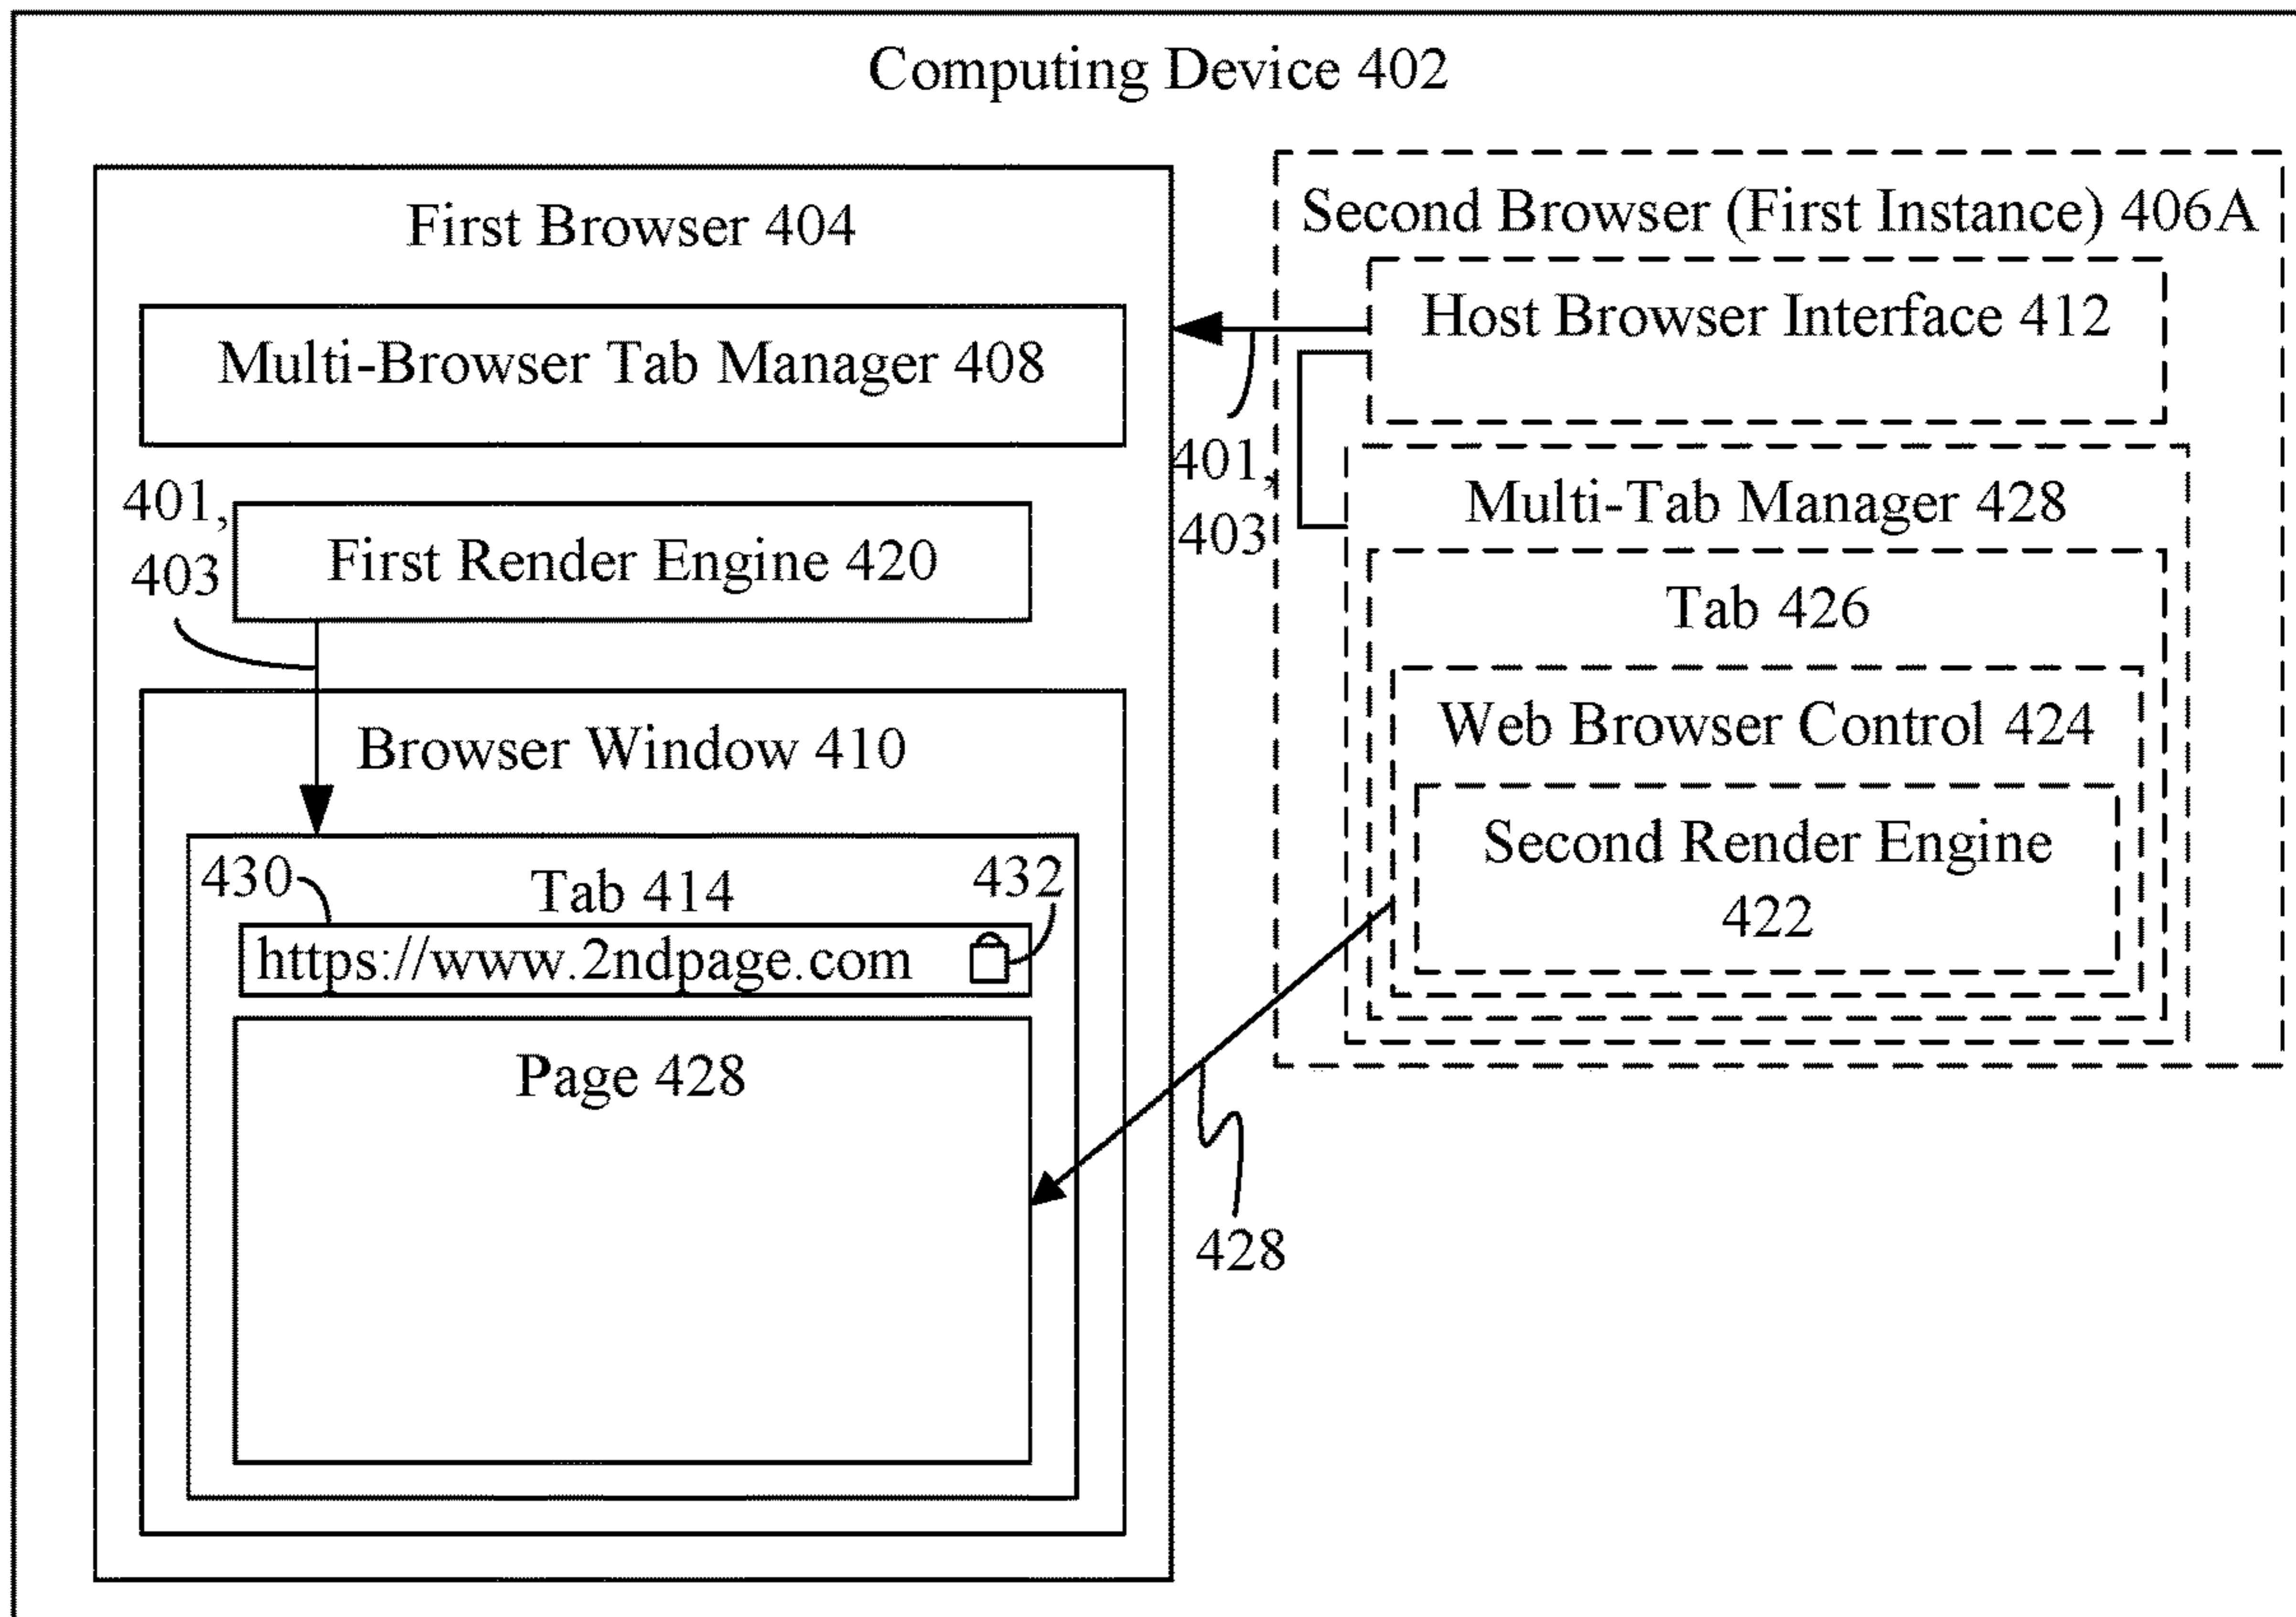 Computing Device 402
First Browser 404
Multi-Browser Tab Manager 408
401,
403
First Render Engine 420
Browser Window 410
430
Tab 414
432
https://www.2ndpage.com
Page 428
Second Browser (First Instance) 406A
Host Browser Interface 412
401,
403
Multi-Tab Manager 428
Tab 426
Web Browser Control 424
Second Render Engine
422
428